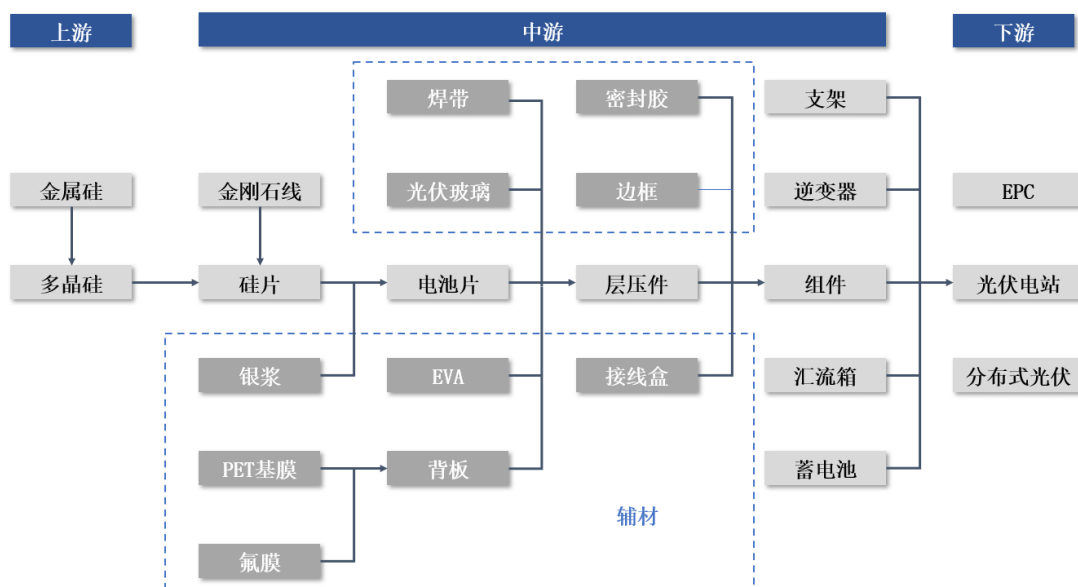 上游
中游
下游
焊带
密封胶
支架
金属硅
金刚石线
光伏玻璃
边框
逆变器
EPC
多晶硅
硅片
电池片
层压件
组件
光伏电站
银浆
EVA
接线盒
汇流箱
分布式光伏
PET基膜
背板
蓄电池
辅材
氟膜